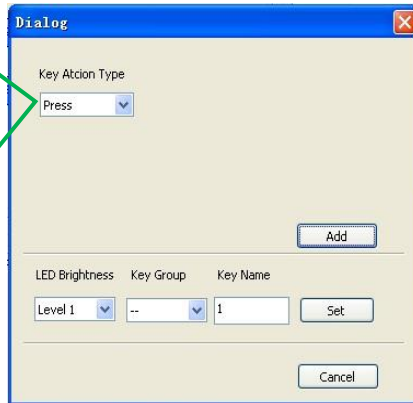 Dialog
Key Atcion Type
Press
Add
LED Brightness Key Group Key Name
Level 1 -- 1 Set
Cancel